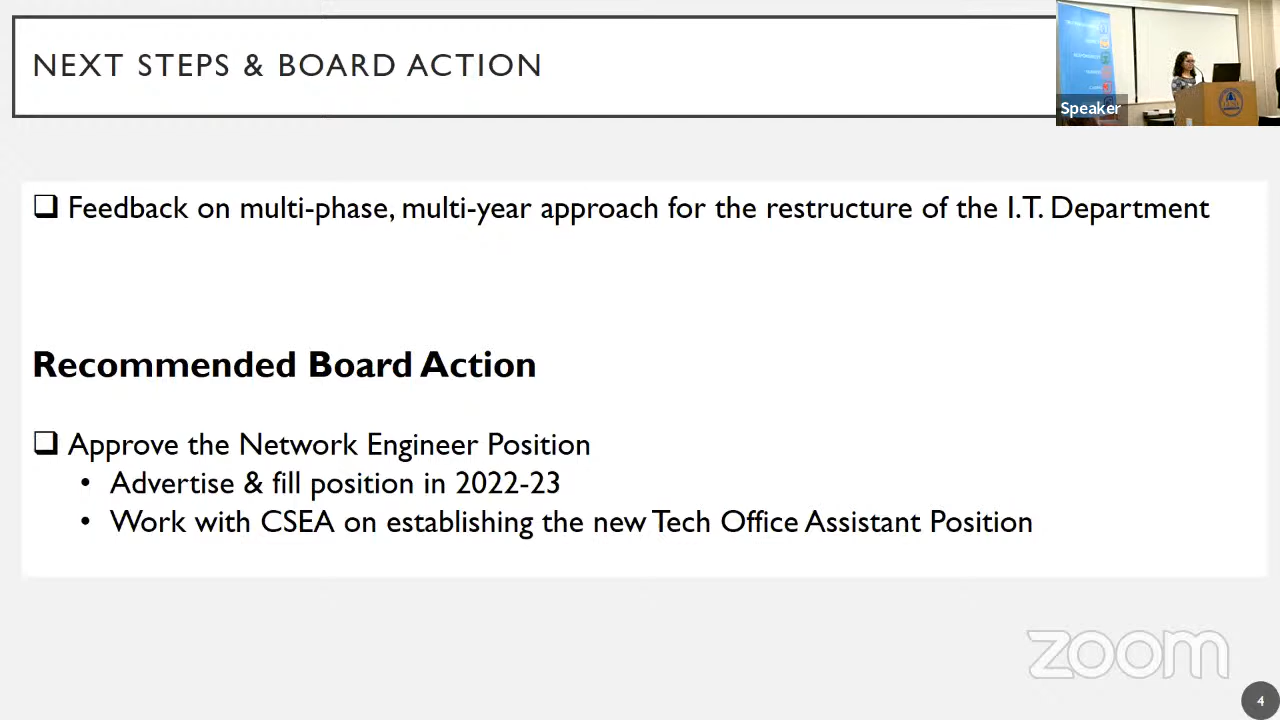 NEXT STEPS & BOARD ACTION
Speaker
Feedback on multi-phase, multi-year approach for the restructure of the I.T. Department
Recommended Board Action
Approve the Network Engineer Position
• Advertise & fill position in 2022-23
• Work with CSEA on establishing the new Tech Office Assistant Position
zoom
4